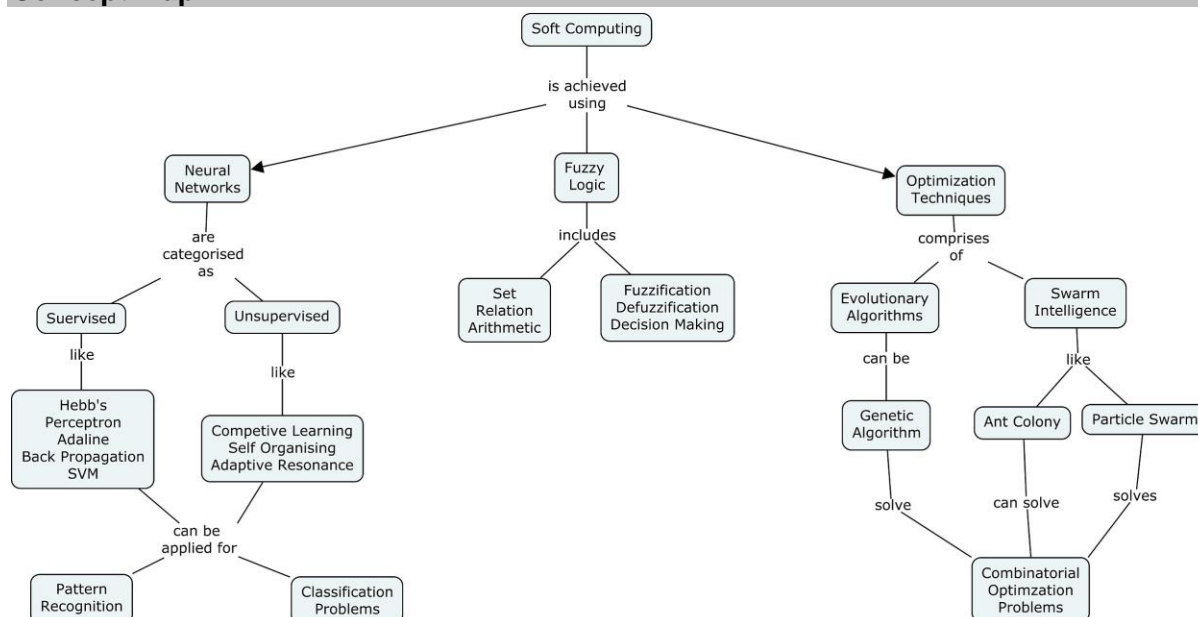 Soft Computing
is achieved
using
Neural
Networks
Fuzzy
Logic
Optimization
Techniques
are
categorised
as
includes
comprises
of
Suervised
Unsupervised
Set
Relation
Arithmetic
Fuzzification
Defuzzification
Decision Making
Evolutionary
Algorithms
Swarm
Intelligence
like
like
can be
like
Hebb's
Perceptron
Adaline
Back Propagation
SVM
Competive Learning
Self Organising
Adaptive Resonance
Genetic
Algorithm
Ant Colony
Particle Swarm
solve
can solve
solves
can be
applied for
Pattern
Recognition
Classification
Problems
Combinatorial
Optimzation
Problems